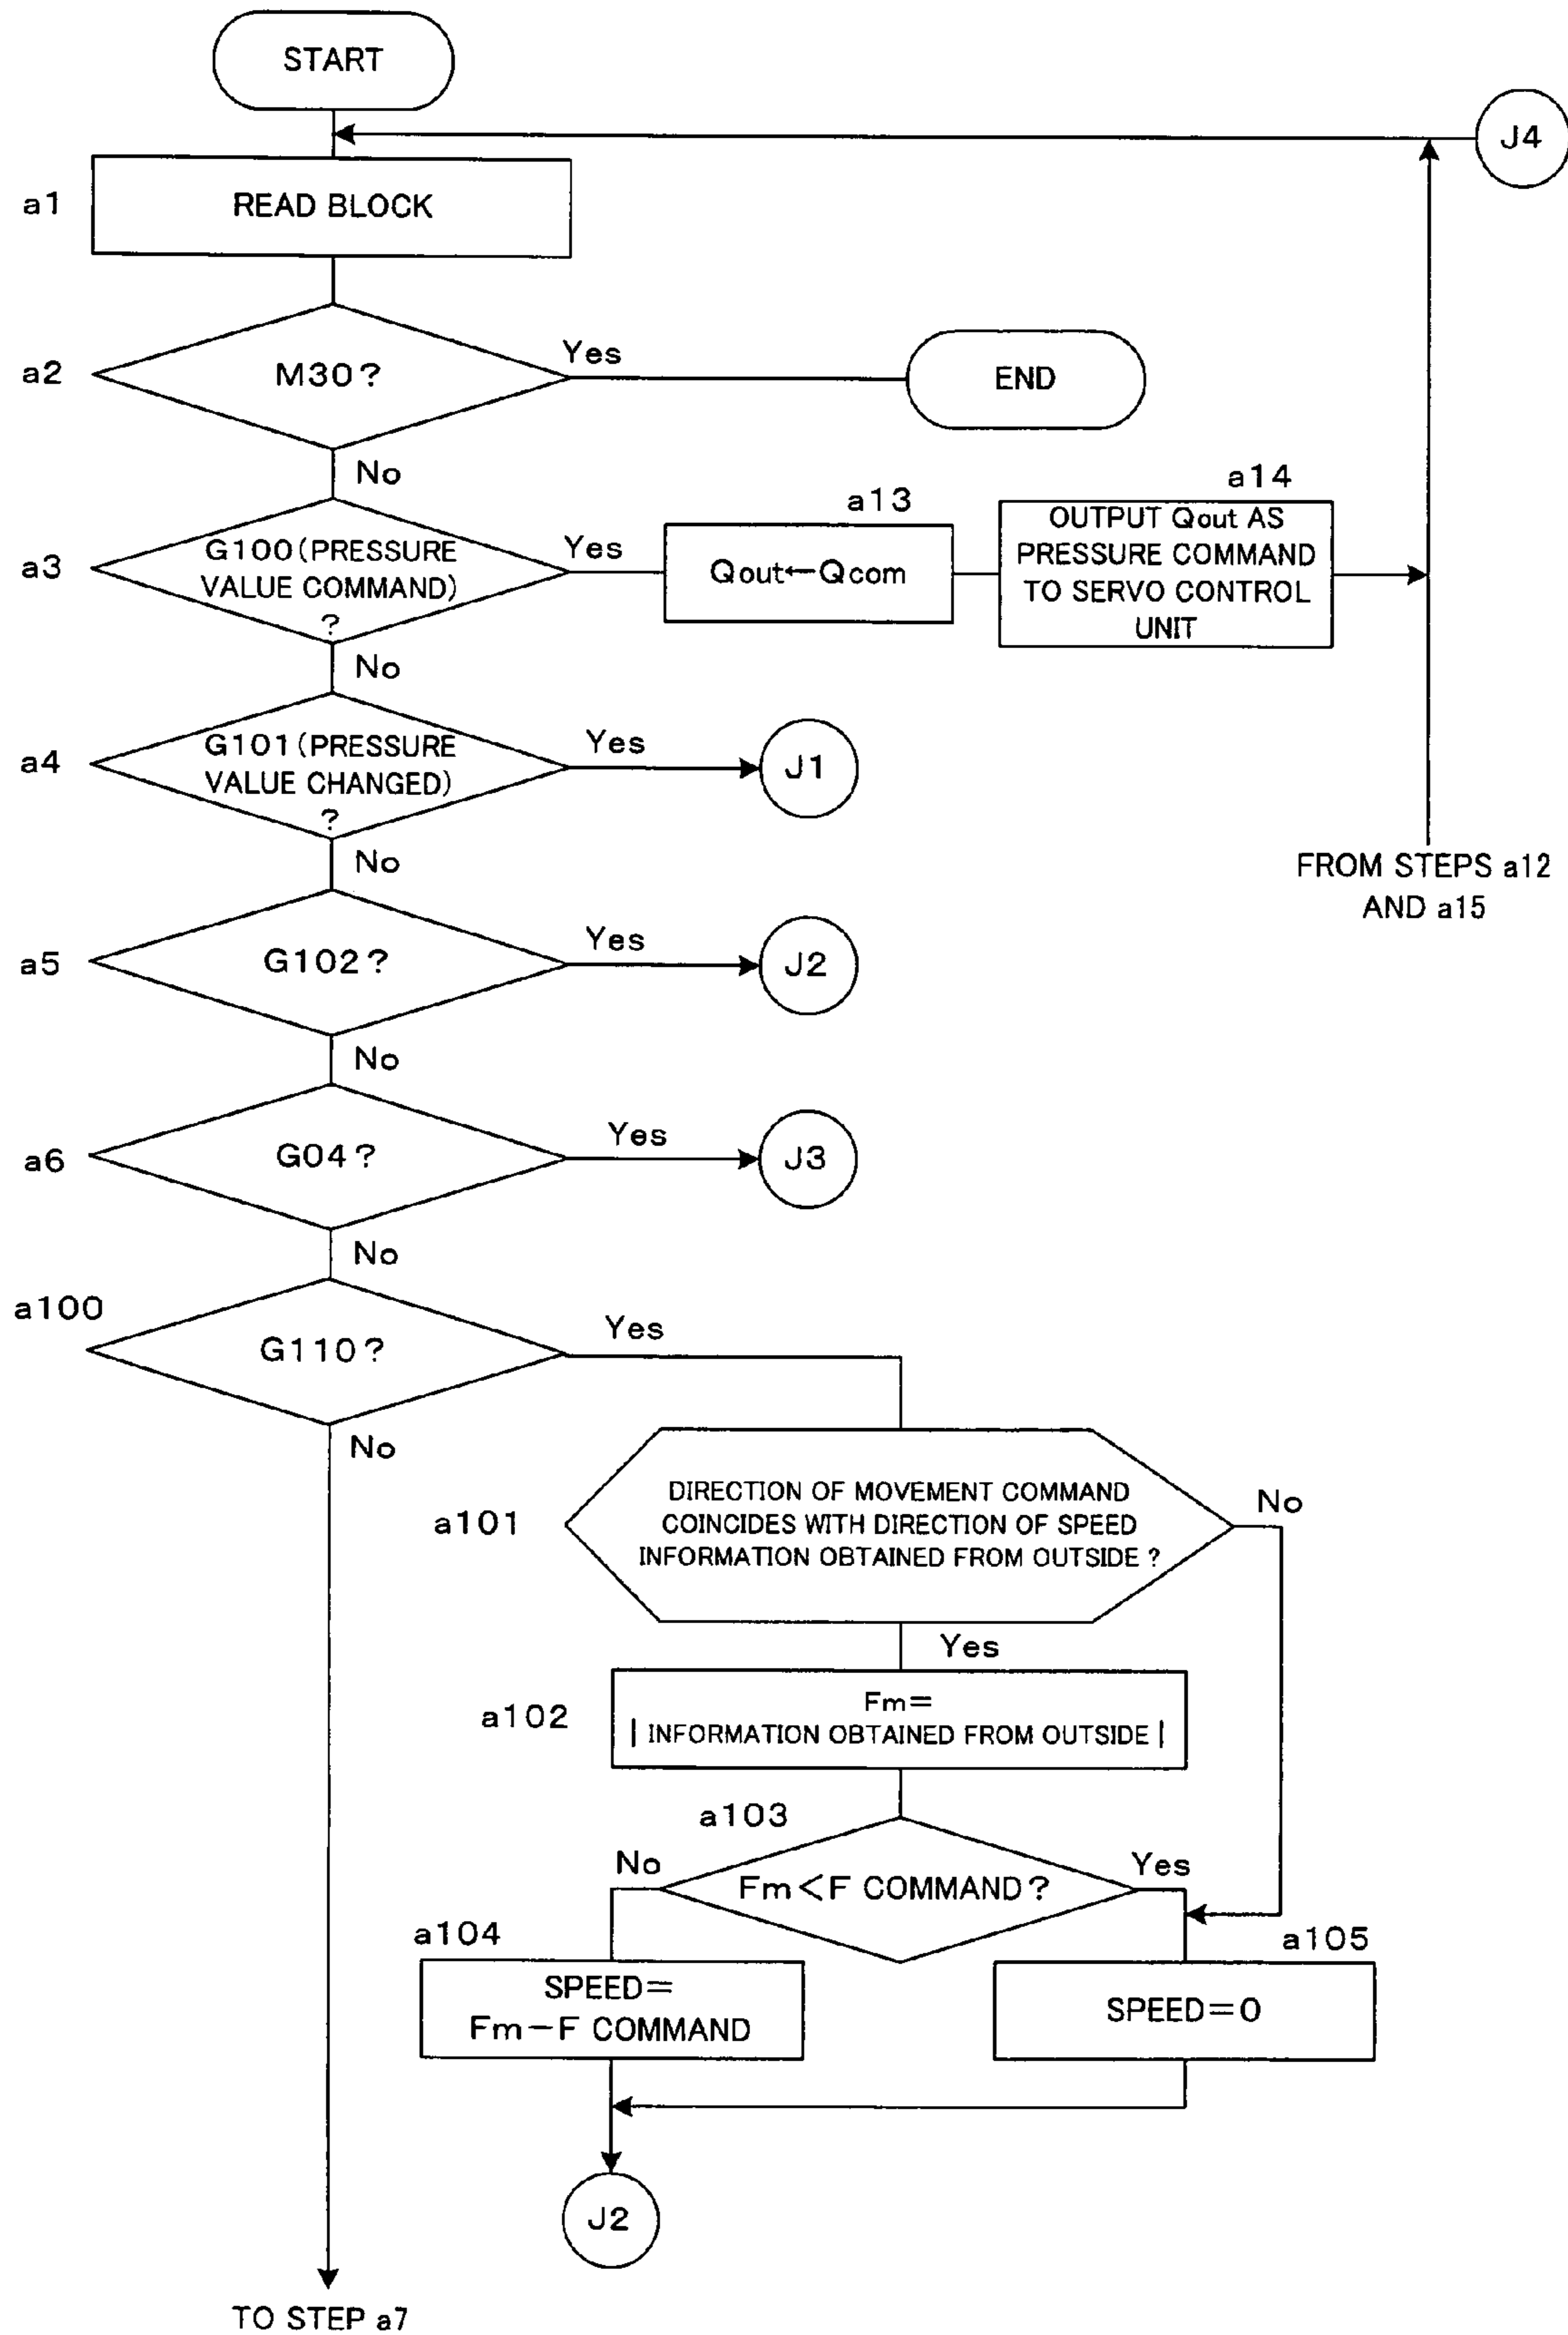 START
J4
a1
READ BLOCK
a2
M30?
Yes
END
No
a3
G100(PRESSURE
VALUE COMMAND)
?
Yes
a13
Qout←Qcom
a14
OUTPUT Qout AS
PRESSURE COMMAND
TO SERVO CONTROL
UNIT
No
a4
G101(PRESSURE
VALUE CHANGED)
?
Yes
J1
FROM STEPS a12
AND a15
No
a5
G102?
Yes
J2
No
a6
G04?
Yes
J3
No
a100
G110?
Yes
No
a101
DIRECTION OF MOVEMENT COMMAND
COINCIDES WITH DIRECTION OF SPEED
INFORMATION OBTAINED FROM OUTSIDE ?
No
Yes
a102
Fm=
| INFORMATION OBTAINED FROM OUTSIDE |
a103
Fm<F COMMAND?
No
Yes
a104
SPEED=
Fm-F COMMAND
a105
SPEED=0
J2
TO STEP a7